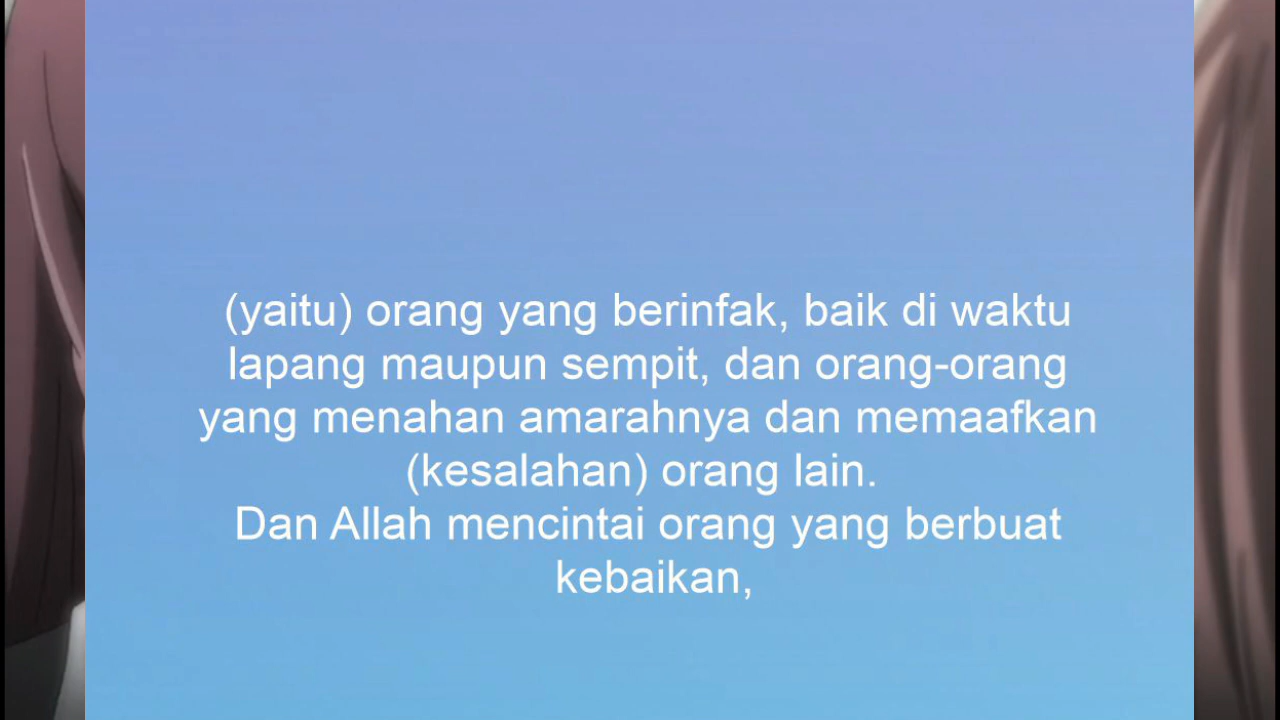 (yaitu) orang yang berinfak, baik di waktu
lapang maupun sempit, dan orang-orang
yang menahan amarahnya dan memaafkan
(kesalahan) orang lain.
Dan Allah mencintai orang yang berbuat
kebaikan,